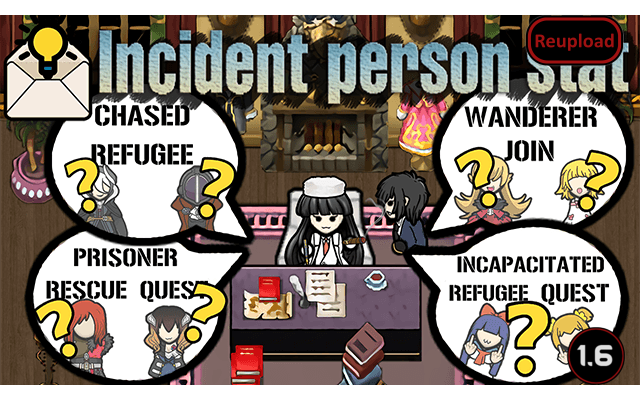 Incident person stat
Reupload
CHASED
REFUGEE
WANDERER
JOIN
PRISONER
RESCUE QUEST
INCAPACITATED
REFUGEE QUEST
1.6